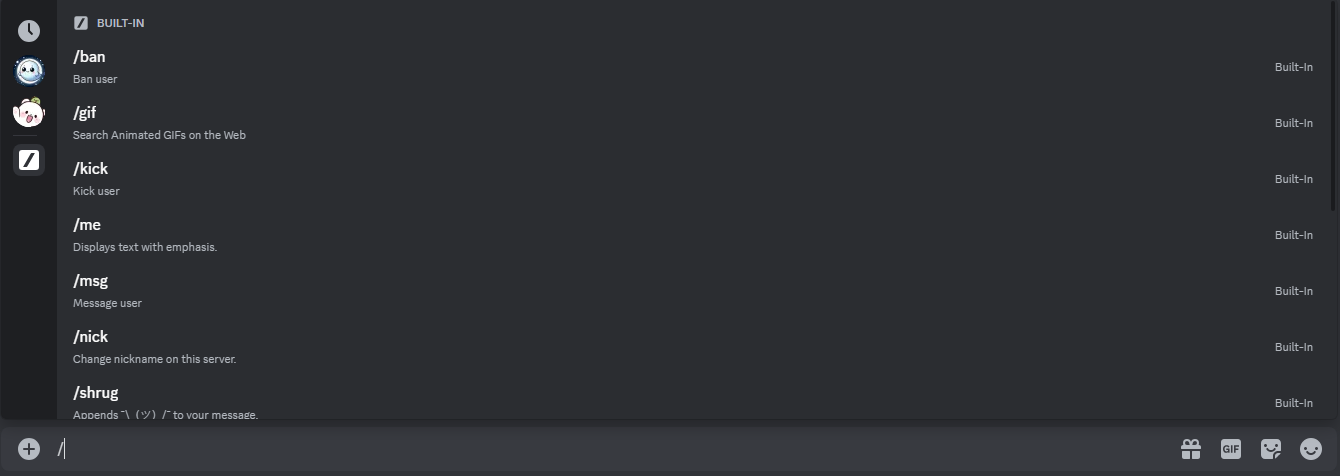 BUILT-IN
/ban
Ban user
Built-In
/gif
Search Animated GIFs on the Web
Built-In
/kick
Kick user
Built-In
/me
Displays text with emphasis.
Built-In
/msg
Message user
Built-In
/nick
Change nickname on this server.
Built-In
/shrug
Appends ¯\_(ツ)_/¯ to your message.
Built-In
/
GIF